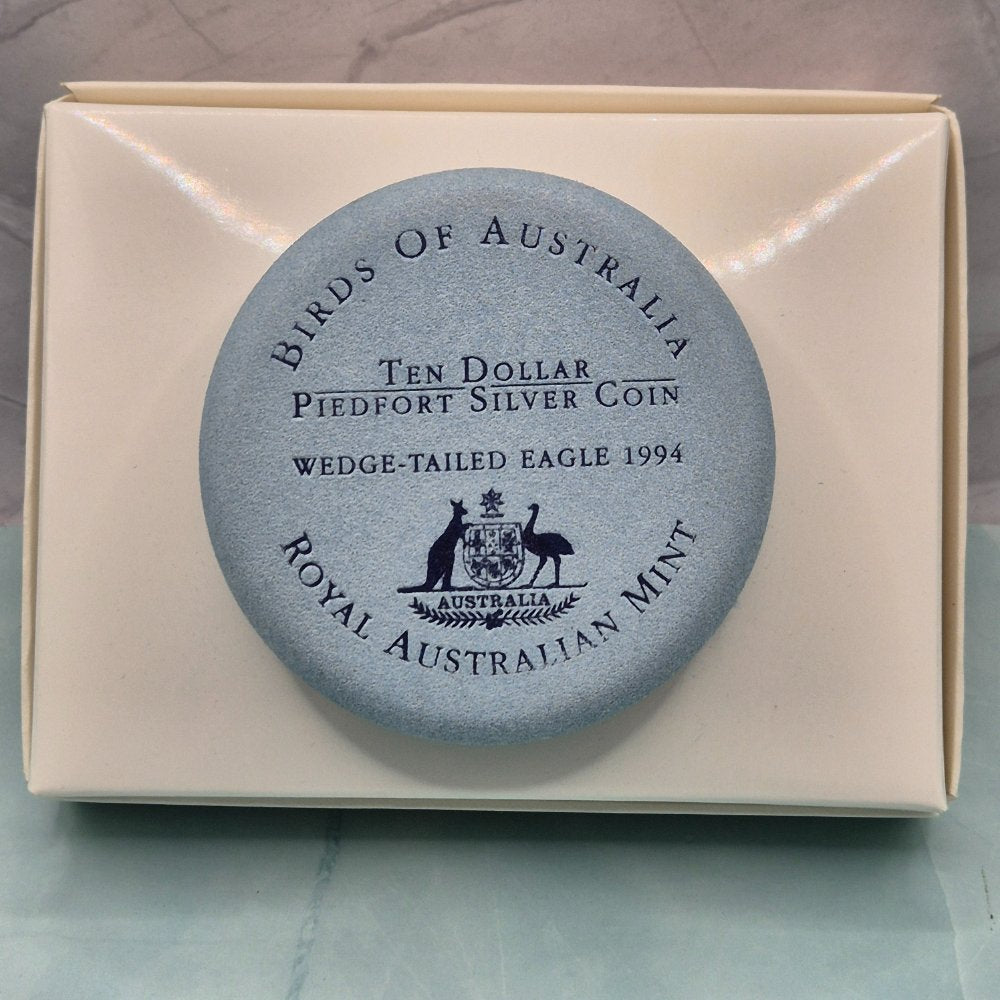 BIRDS OF AUSTRALIA
TEN DOLLAR
PIEDFORT SILVER COIN
WEDGE-TAILED EAGLE 1994
AUSTRALIA
ROYAL AUSTRALIAN MINT